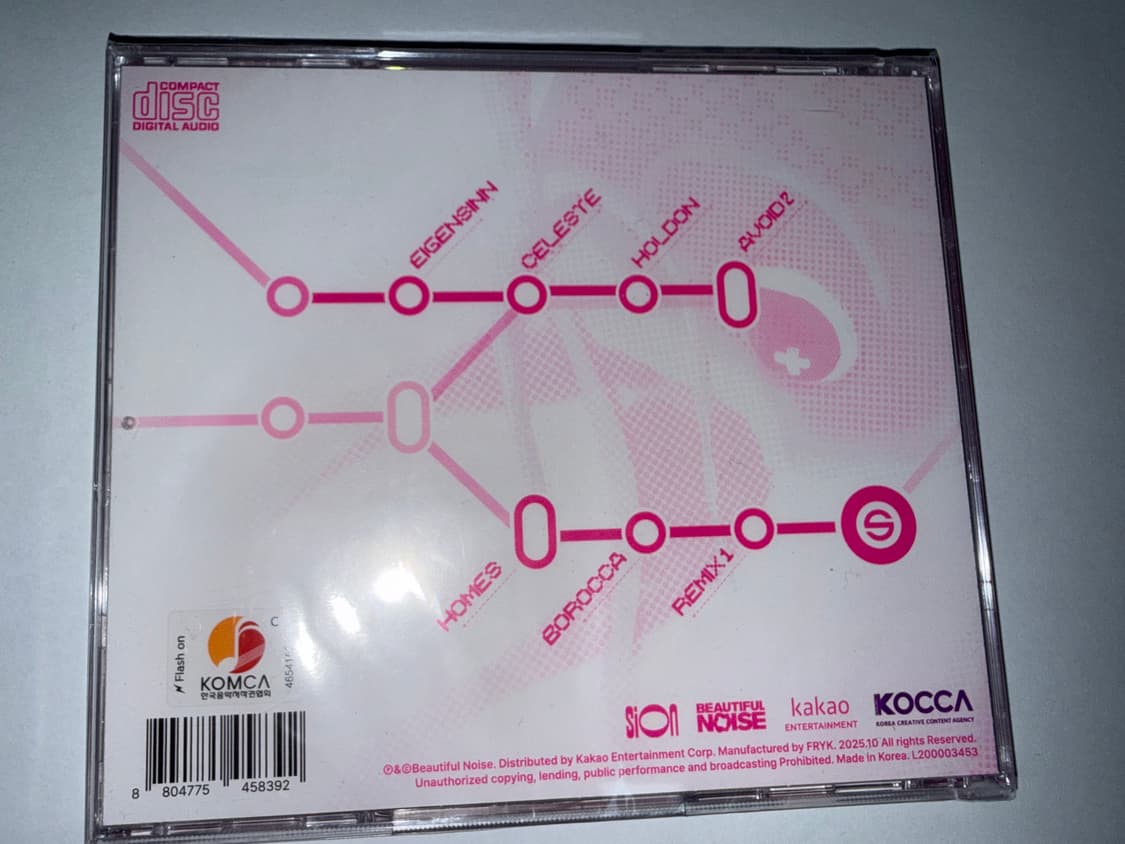 COMPACT
disc
DIGITAL AUDIO
EIGENSINN
CELESTE
HOLDON
AVOID2
HOMES
BOROCCA
REMIX 1
S
Flash on
C
KOMCA
한국음악저작권협회
SiON
BEAUTIFUL
NOISE
kakao
ENTERTAINMENT
KOCCA
KOREA CREATIVE CONTENT AGENCY
℗&©Beautiful Noise. Distributed by Kakao Entertainment Corp. Manufactured by FRYK. 2025.10 All rights Reserved.
Unauthorized copying, lending, public performance and broadcasting Prohibited. Made in Korea. L200003453
8 804775 458392